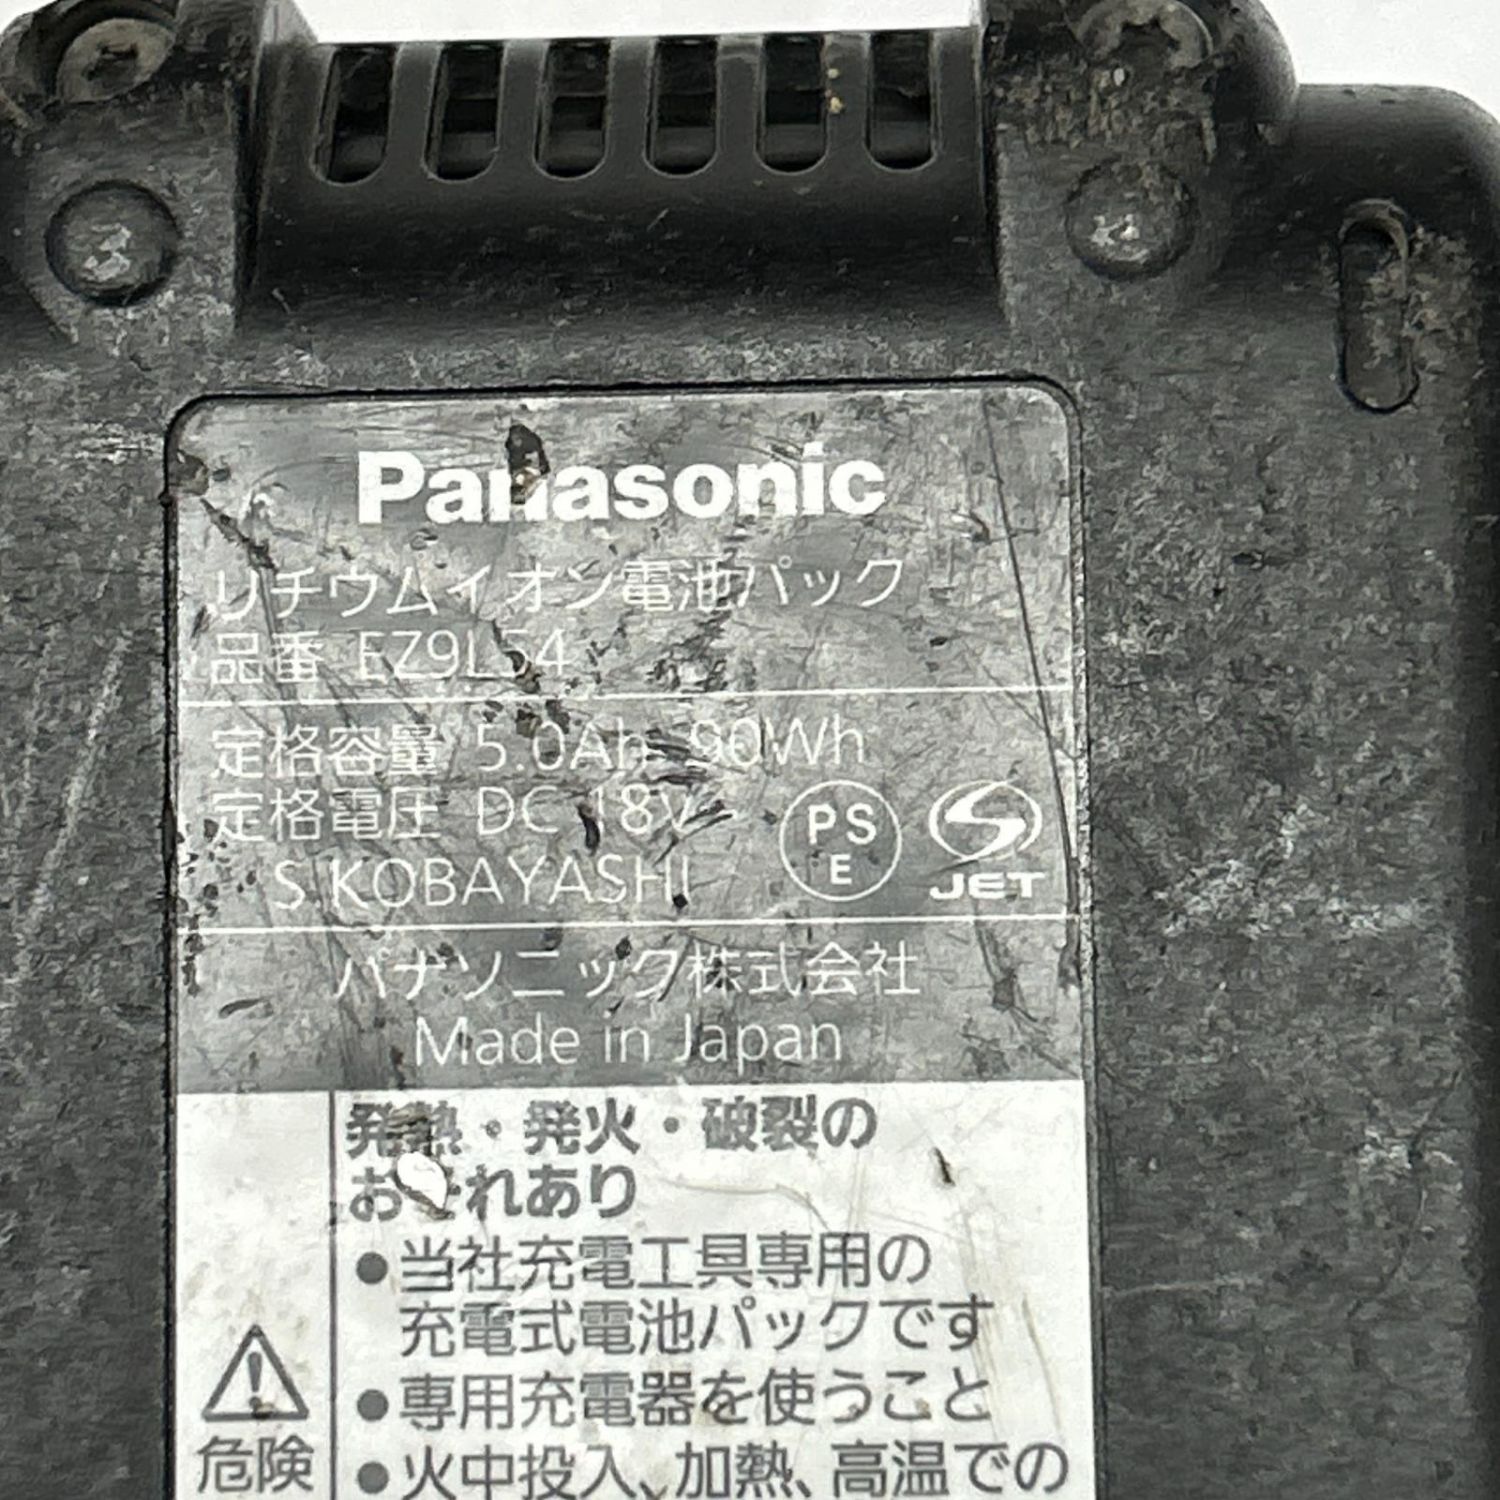 Panasonic
リチウムイオン電池パック
品番 EZ9L54
定格容量 5.0Ah 90Wh
定格電圧 DC 18V
S KOBAYASHI
PS
E
JET
パナソニック株式会社
Made in Japan
発熱・発火・破裂の
おそれあり
●当社充電工具専用の
充電式電池パックです
●専用充電器を使うこと
危険
●火中投入、加熱、高温での